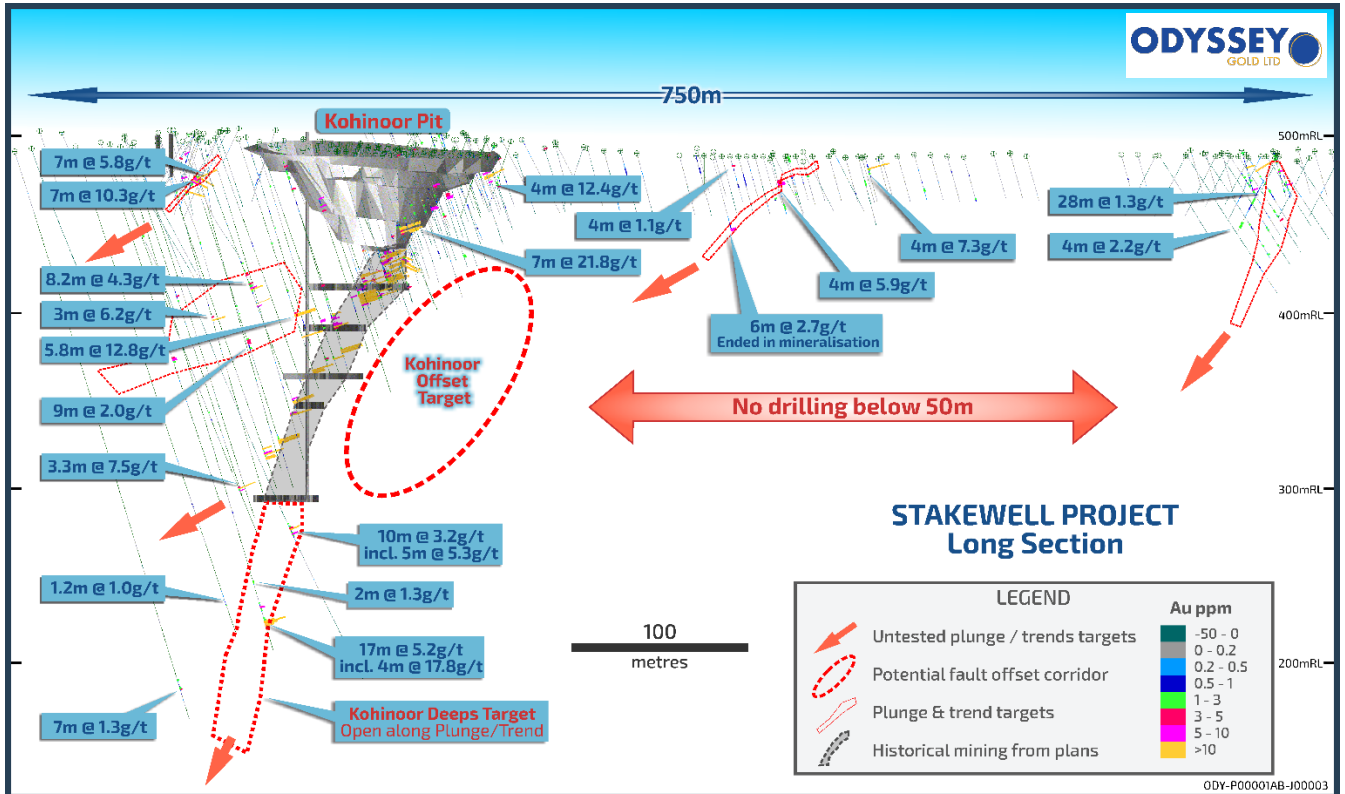 ODYSSEY
GOLD LTD
750m
Kohinoor Pit
500mRL
7m @ 5.8g/t
7m @ 10.3g/t
4m @ 12.4g/t
28m @ 1.3g/t
4m @ 1.1g/t
4m @ 7.3g/t
4m @ 2.2g/t
7m @ 21.8g/t
8.2m @ 4.3g/t
4m @ 5.9g/t
3m @ 6.2g/t
400mRL
6m @ 2.7g/t
Ended in mineralisation
5.8m @ 12.8g/t
Kohinoor
Offset
Target
9m @ 2.0g/t
No drilling below 50m
3.3m @ 7.5g/t
300mRL
STAKEWELL PROJECT
Long Section
10m @ 3.2g/t
incl. 5m @ 5.3g/t
1.2m @ 1.0g/t
2m @ 1.3g/t
17m @ 5.2g/t
incl. 4m @ 17.8g/t
100
metres
200mRL
7m @ 1.3g/t
Kohinoor Deeps Target
Open along Plunge/Trend
LEGEND
Untested plunge / trends targets
Potential fault offset corridor
Plunge & trend targets
Historical mining from plans
Au ppm
-50 - 0
0 - 0.2
0.2 - 0.5
0.5 - 1
1 - 3
3 - 5
5 - 10
>10
ODY-P00001AB-J00003